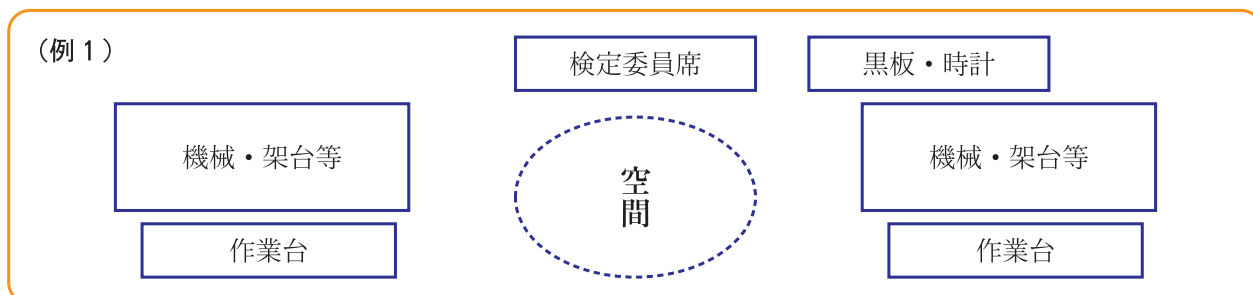 （例1）
検定委員席
黒板・時計
機械・架台等
空間
機械・架台等
作業台
作業台